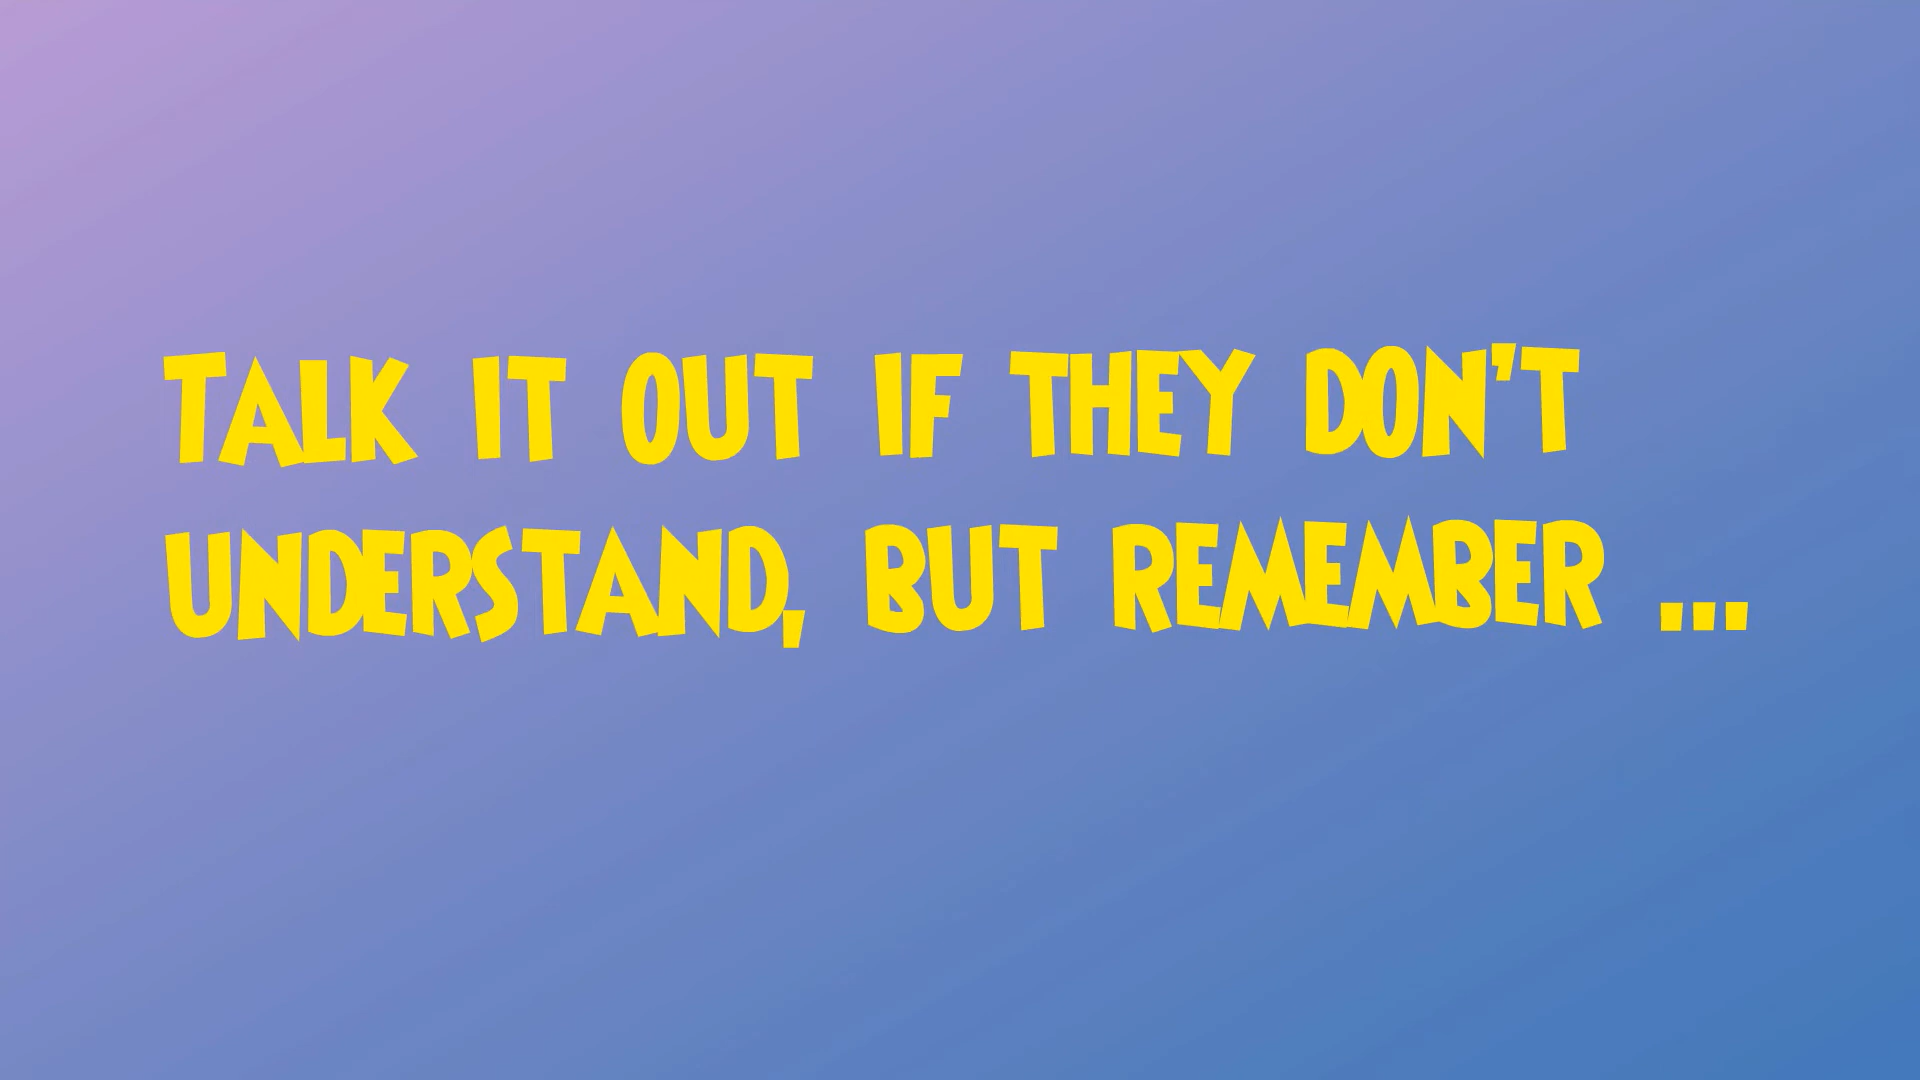 TALK IT OUT IF THEY DON'T
UNDERSTAND, BUT REMEMBER ...